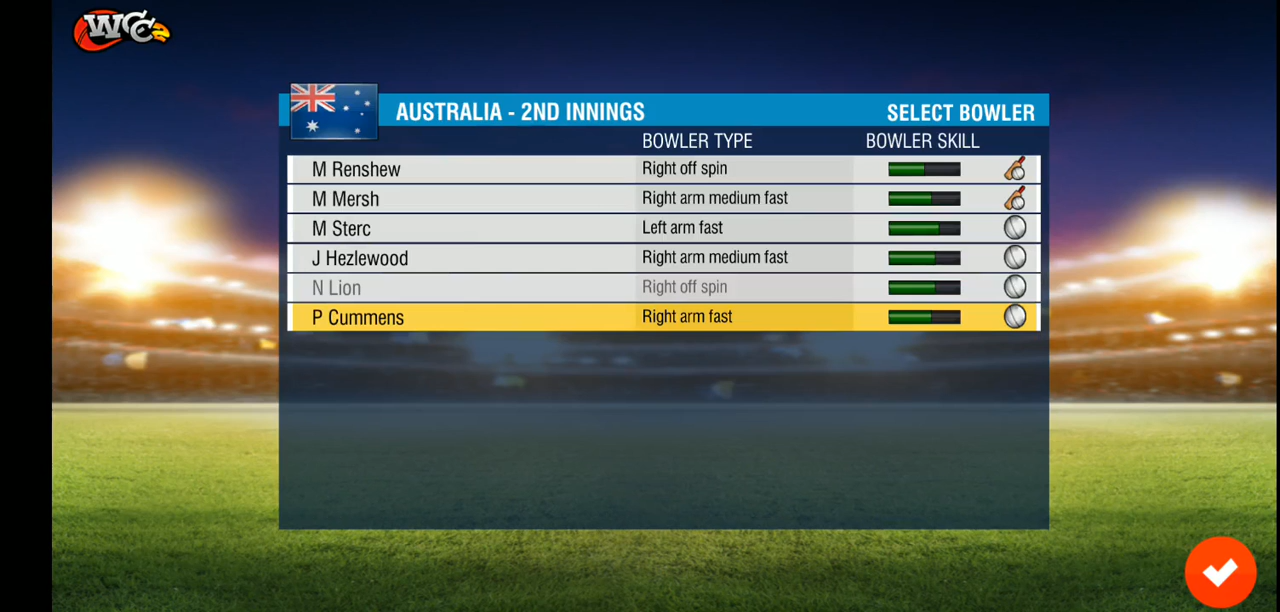 WCC
AUSTRALIA - 2ND INNINGS SELECT BOWLER
BOWLER TYPE BOWLER SKILL
M Renshew Right off spin
M Mersh Right arm medium fast
M Sterc Left arm fast
J Hezlewood Right arm medium fast
N Lion Right off spin
P Cummens Right arm fast